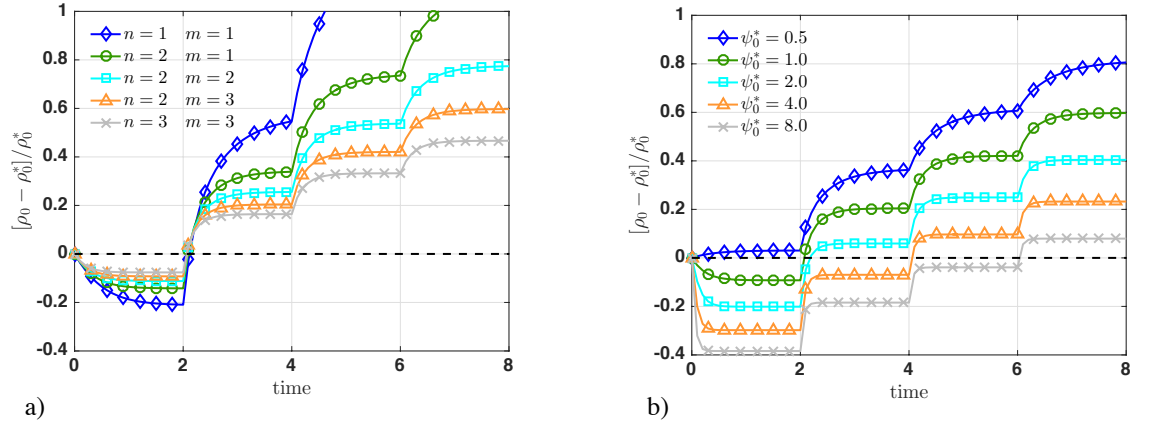 1
0.8
0.6
0.4
0.2
0
-0.2
-0.4
[ρ₀ − ρ₀*]/ρ₀*
n = 1 m = 1
n = 2 m = 1
n = 2 m = 2
n = 2 m = 3
n = 3 m = 3
0 2 4 6 8
time
a)
1
0.8
0.6
0.4
0.2
0
-0.2
-0.4
[ρ₀ − ρ₀*]/ρ₀*
ψ₀* = 0.5
ψ₀* = 1.0
ψ₀* = 2.0
ψ₀* = 4.0
ψ₀* = 8.0
0 2 4 6 8
time
b)